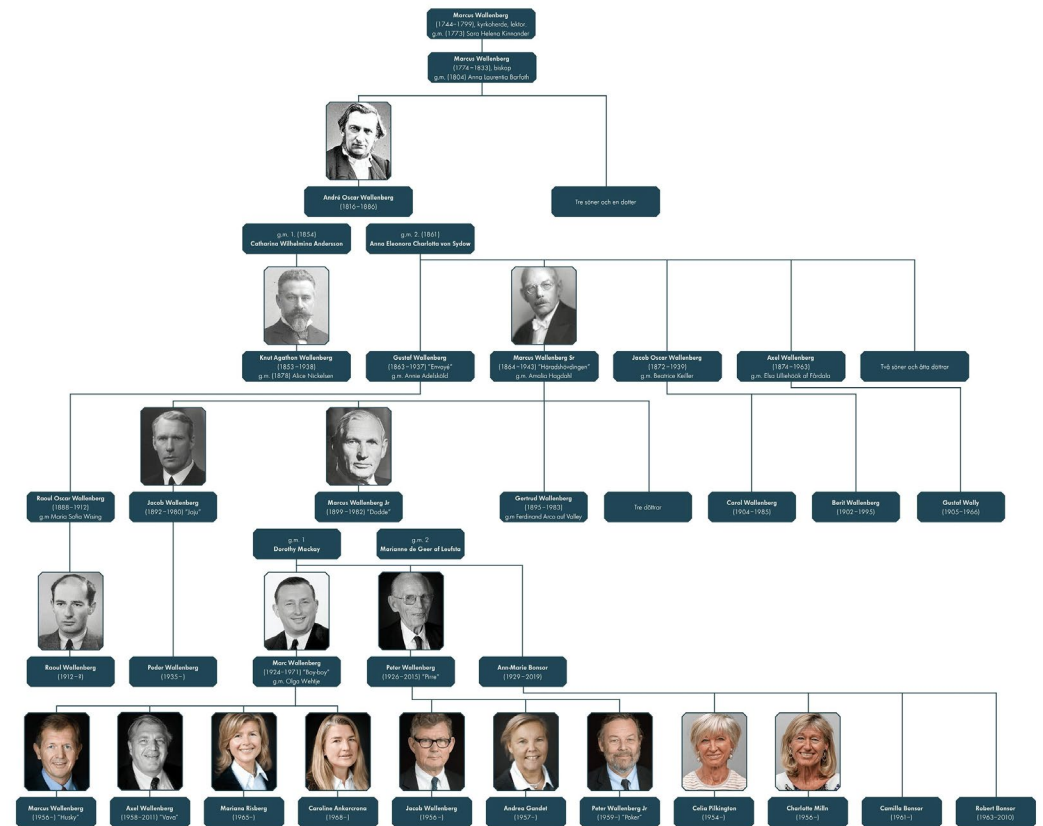 Marcus Wallenberg
(1744–1799), kyrkoherde, lektor.
g.m. (1773) Sara Helena Kinnander
Marcus Wallenberg
(1774–1833), biskop
g.m. (1804) Anna Laurentia Barfoth
André Oscar Wallenberg
(1816–1886)
Tre söner och en dotter
g.m. 1. (1854)
Catharina Wilhelmina Andersson
g.m. 2. (1861)
Anna Eleonora Charlotta von Sydow
Knut Agathon Wallenberg
(1853–1938)
g.m. (1878) Alice Nickelsen
Gustaf Wallenberg
(1863–1937) "Envoyé"
g.m. Annie Adelsköld
Marcus Wallenberg Sr
(1864–1943) "Häradshövdingen"
g.m. Amalia Hagdahl
Jacob Oscar Wallenberg
(1872–1939)
g.m. Beatrice Keiller
Axel Wallenberg
(1874–1963)
g.m. Elsa Lilliehöök af Fårdala
Två söner och åtta döttrar
Raoul Oscar Wallenberg
(1888–1912)
g.m Maria Sofia Wising
Jacob Wallenberg
(1892–1980) "Juju"
Marcus Wallenberg Jr
(1899–1982) "Dodde"
Gertrud Wallenberg
(1895–1983)
g.m Ferdinand Arco auf Valley
Tre döttrar
Carol Wallenberg
(1904–1985)
Berit Wallenberg
(1902–1995)
Gustaf Wally
(1905–1966)
g.m. 1
Dorothy Mackay
g.m. 2
Marianne de Geer af Leufsta
Raoul Wallenberg
(1912–?)
Peder Wallenberg
(1935–)
Marc Wallenberg
(1924–1971) "Boy-boy"
g.m. Olga Wehtje
Peter Wallenberg
(1926–2015) "Pirre"
Ann-Marie Bonsor
(1929–2019)
Marcus Wallenberg
(1956–) "Husky"
Axel Wallenberg
(1958–2011) "Vava"
Mariana Risberg
(1965–)
Caroline Ankarcrona
(1968–)
Jacob Wallenberg
(1956 –)
Andrea Gandet
(1957–)
Peter Wallenberg Jr
(1959–) "Poker"
Celia Pilkington
(1954–)
Charlotte Milln
(1956–)
Camilla Bonsor
(1961–)
Robert Bonsor
(1963–2010)